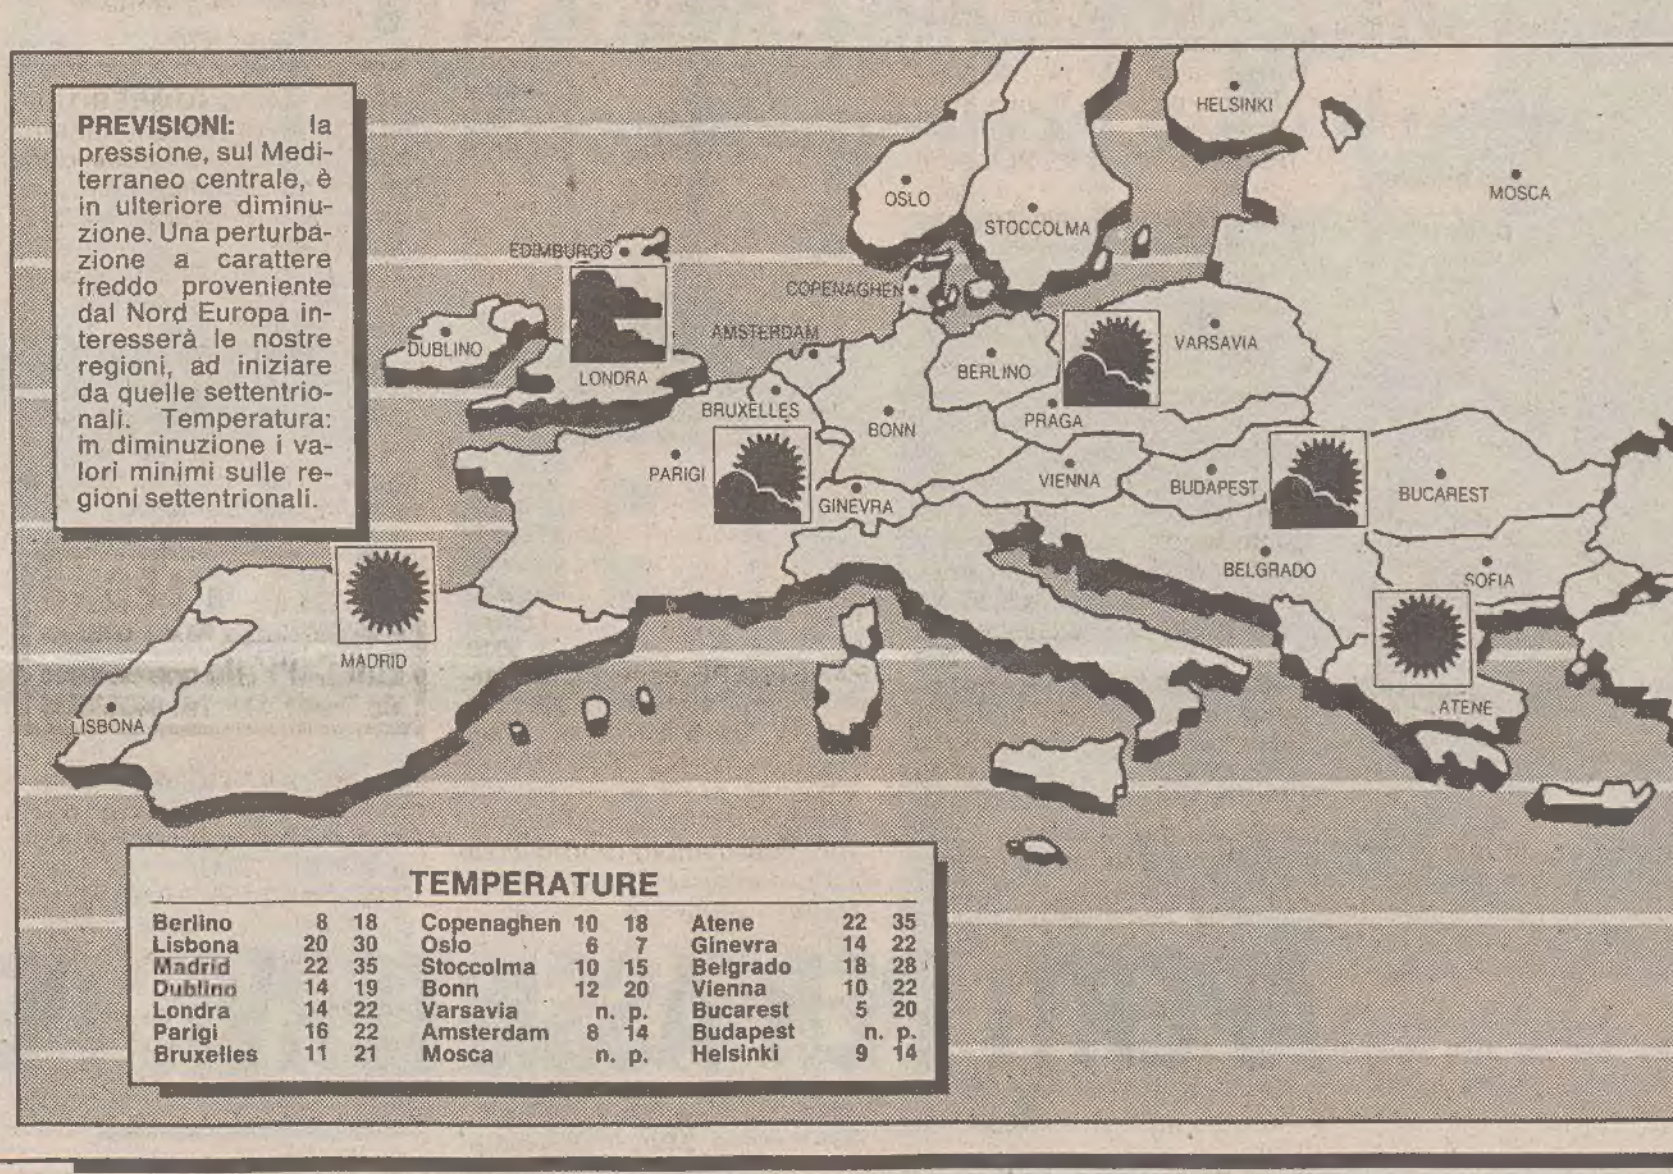 PREVISIONI: la
pressione, sul Medi-
terraneo centrale, è
in ulteriore diminu-
zione. Una perturba-
zione a carattere
freddo proveniente
dal Nord Europa in-
teresserà le nostre
regioni, ad iniziare
da quelle settentrio-
nali. Temperatura:
in diminuzione i va-
lori minimi sulle re-
gioni settentrionali.
HELSINKI
MOSCA
OSLO
STOCCOLMA
EDIMBURGO
COPENAGHEN
DUBLINO
AMSTERDAM
VARSAVIA
LONDRA
BERLINO
BRUXELLES
BONN
PRAGA
PARIGI
GINEVRA
VIENNA
BUDAPEST
BUCAREST
BELGRADO
SOFIA
MADRID
LISBONA
ATENE
TEMPERATURE
Berlino 8 18 Copenaghen 10 18 Atene 22 35
Lisbona 20 30 Oslo 6 7 Ginevra 14 22
Madrid 22 35 Stoccolma 10 15 Belgrado 18 28
Dublino 14 19 Bonn 12 20 Vienna 10 22
Londra 14 22 Varsavia n. p. Bucarest 5 20
Parigi 16 22 Amsterdam 8 14 Budapest n. p.
Bruxelles 11 21 Mosca n. p. Helsinki 9 14